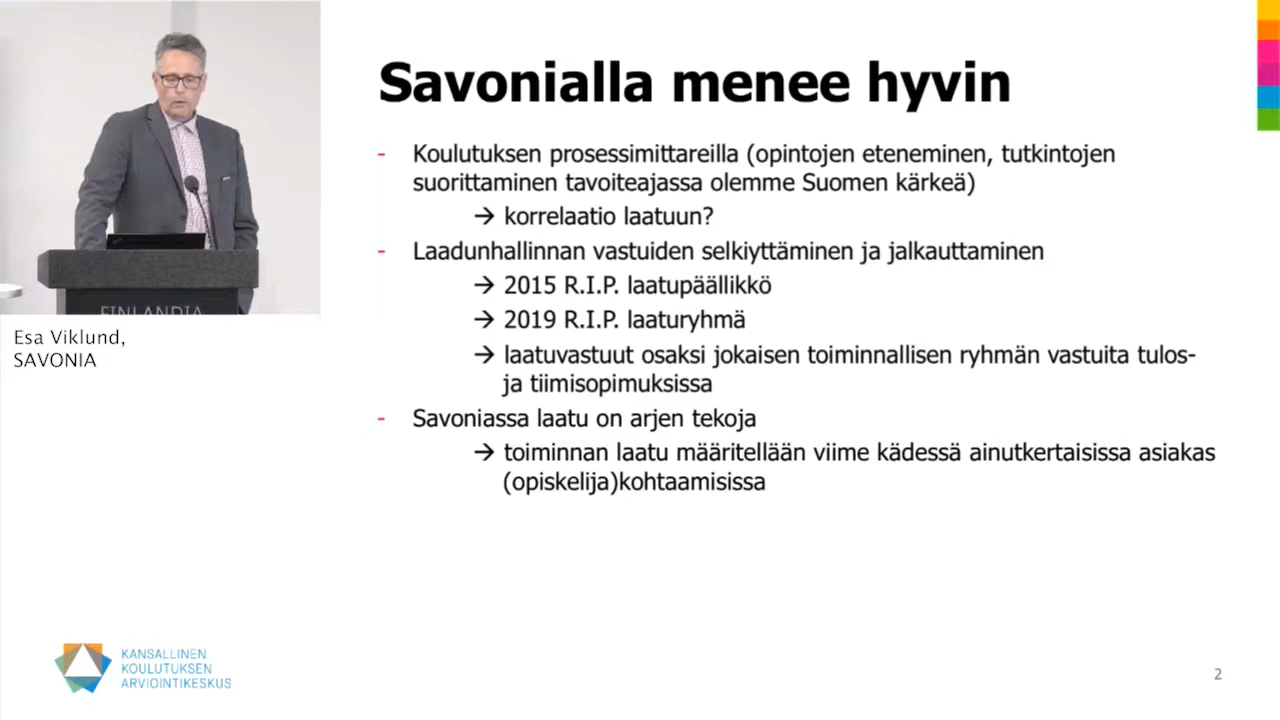 Savonialla menee hyvin
- Koulutuksen prosessimittareilla (opintojen eteneminen, tutkintojen
suorittaminen tavoiteajassa olemme Suomen kärkeä)
→ korrelaatio laatuun?
- Laadunhallinnan vastuiden selkiyttäminen ja jalkauttaminen
→ 2015 R.I.P. laatupäällikkö
→ 2019 R.I.P. laaturyhmä
→ laatuvastuut osaksi jokaisen toiminnallisen ryhmän vastuita tulos-
ja tiimisopimuksissa
- Savoniassa laatu on arjen tekoja
→ toiminnan laatu määritellään viime kädessä ainutkertaisissa asiakas
(opiskelija)kohtaamisissa
FINLANDIA
Esa Viklund,
SAVONIA
KANSALLINEN
KOULUTUKSEN
ARVIOINTIKESKUS
2